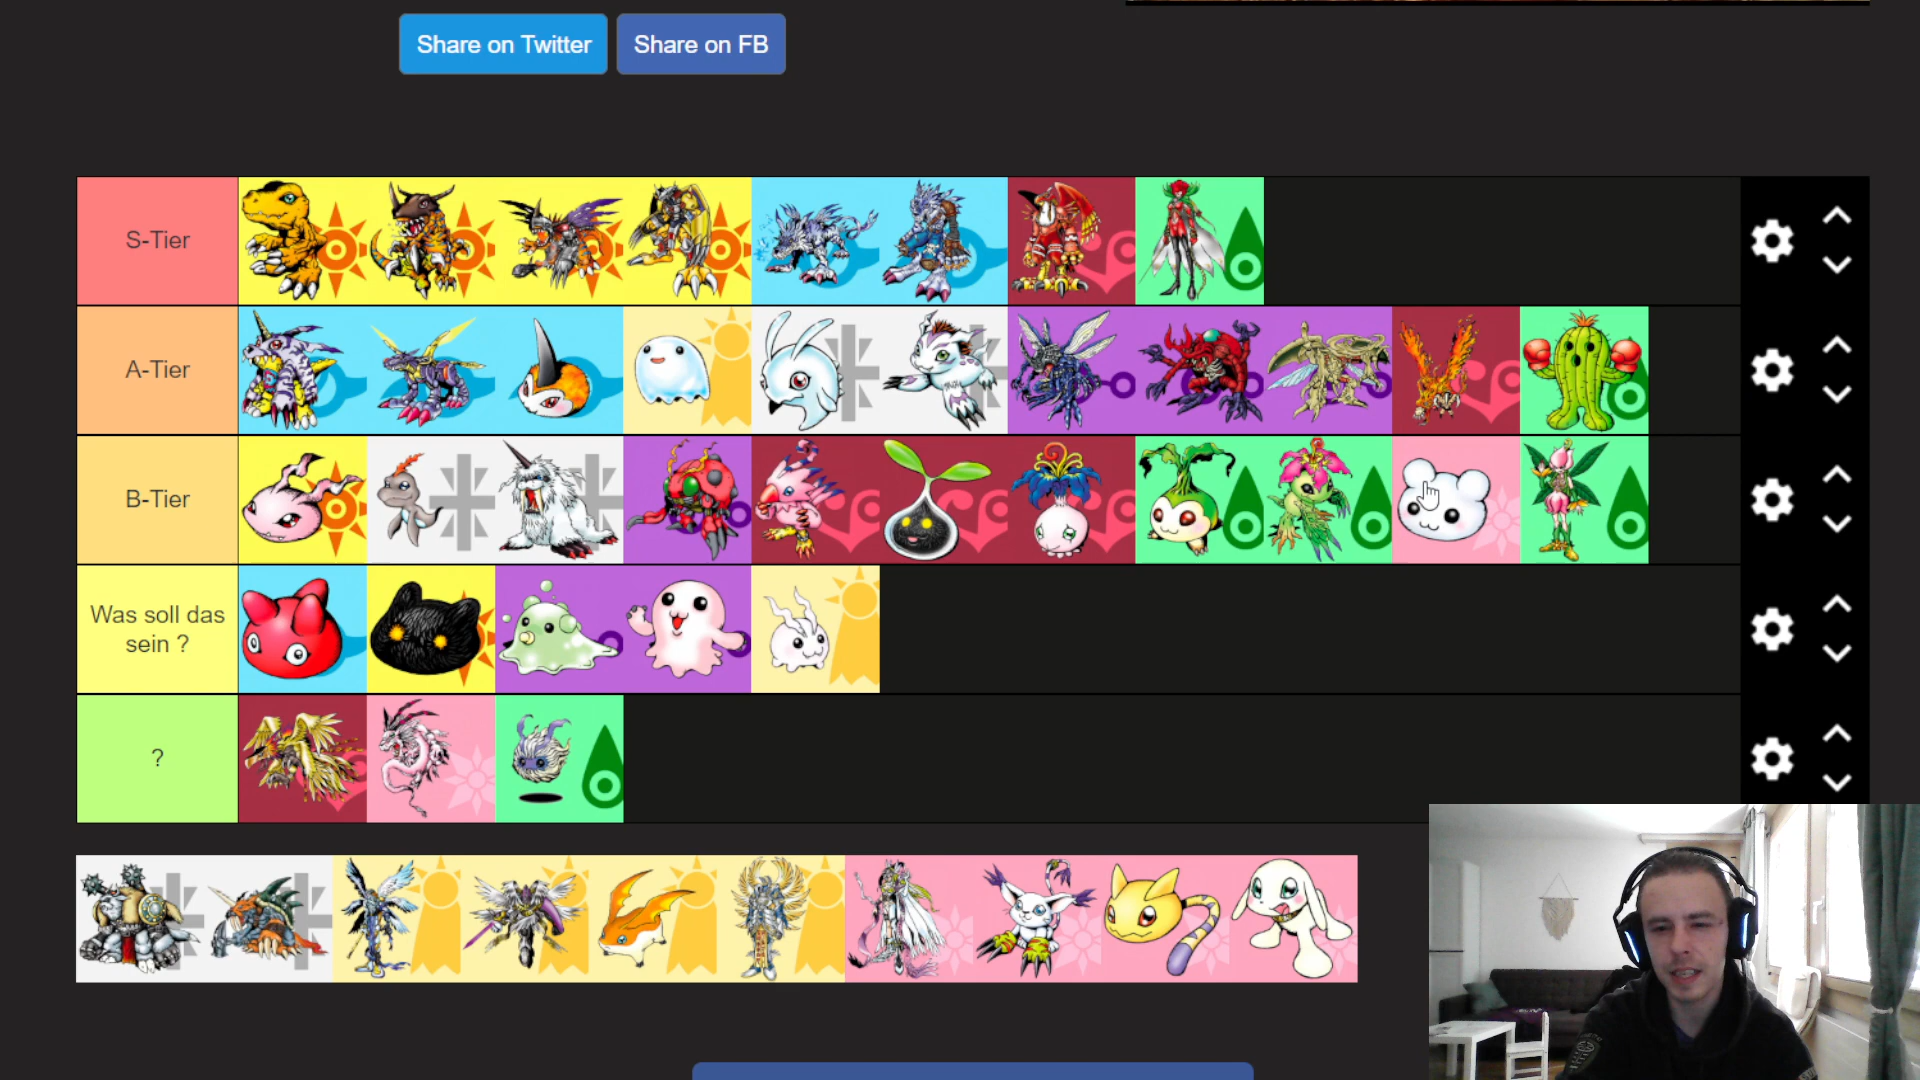 Share on Twitter
Share on FB
S-Tier
A-Tier
B-Tier
Was soll das
sein ?
?